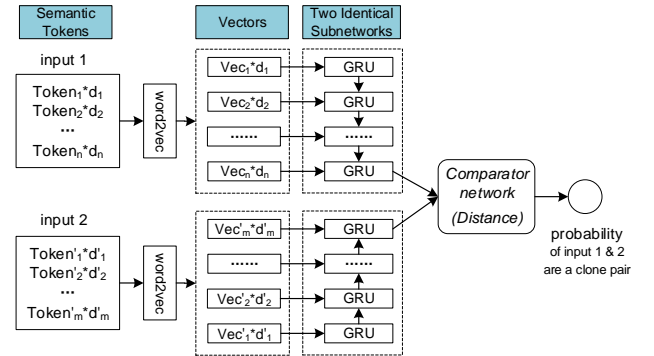 Semantic
Tokens
Vectors
Two Identical
Subnetworks
input 1
Token₁*d₁
Token₂*d₂
...
Tokenₙ*dₙ
word2vec
Vec₁*d₁
Vec₂*d₂
......
Vecₙ*dₙ
GRU
GRU
......
GRU
Comparator
network
(Distance)
probability
of input 1 & 2
are a clone pair
input 2
Token'₁*d'₁
Token'₂*d'₂
...
Token'ₘ*d'ₘ
word2vec
Vec'ₘ*d'ₘ
......
Vec'₂*d'₂
Vec'₁*d'₁
GRU
......
GRU
GRU